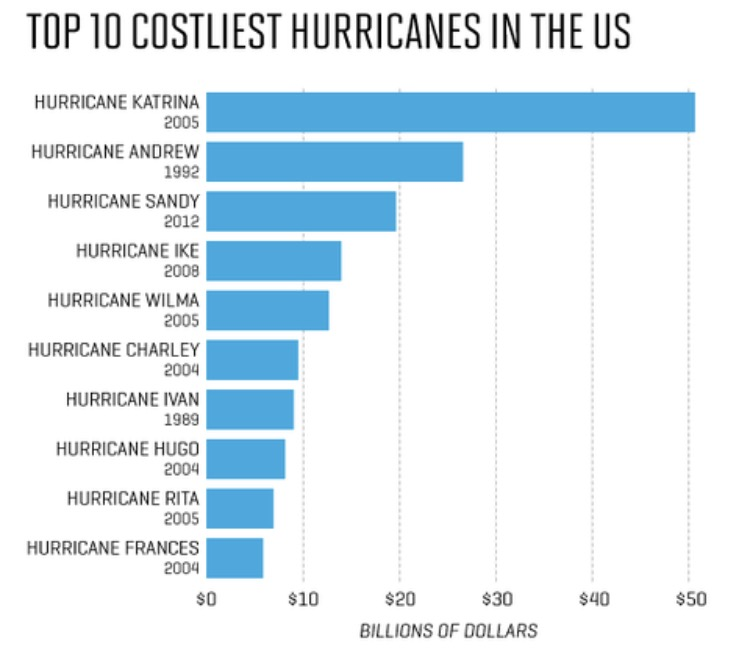 TOP 10 COSTLIEST HURRICANES IN THE US
HURRICANE KATRINA
2005
HURRICANE ANDREW
1992
HURRICANE SANDY
2012
HURRICANE IKE
2008
HURRICANE WILMA
2005
HURRICANE CHARLEY
2004
HURRICANE IVAN
1989
HURRICANE HUGO
2004
HURRICANE RITA
2005
HURRICANE FRANCES
2004
$0 $10 $20 $30 $40 $50
BILLIONS OF DOLLARS